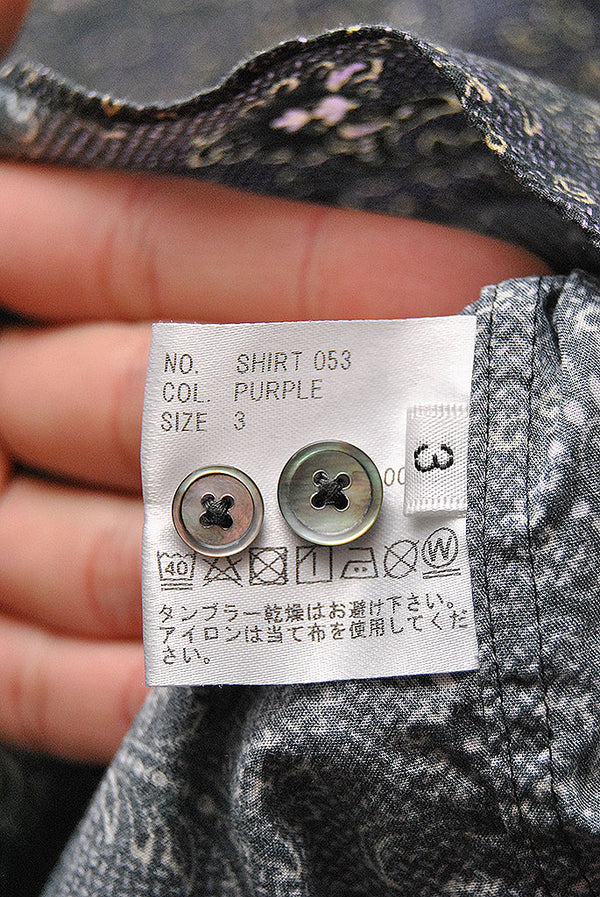 NO. SHIRT 053
COL. PURPLE
SIZE 3
3
00
40
W
タンブラー乾燥はお避け下さい。
アイロンは当て布を使用してくだ
さい。